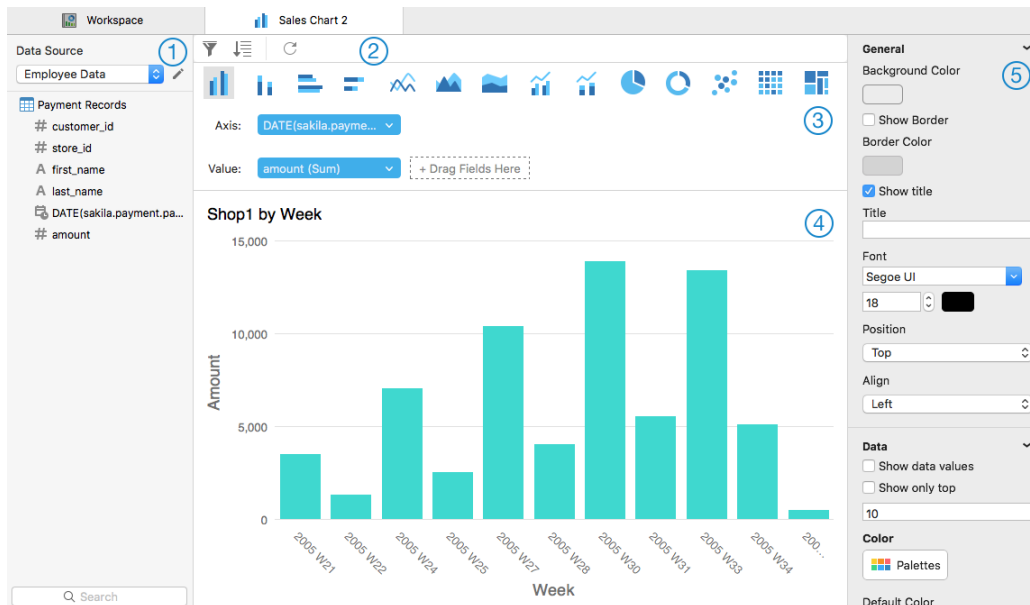 Workspace
Sales Chart 2
Data Source
1
Employee Data
Payment Records
# customer_id
# store_id
A first_name
A last_name
DATE(sakila.payment.pa...
# amount
Search
2
Axis:
DATE(sakila.payme...
3
Value:
amount (Sum)
+ Drag Fields Here
Shop1 by Week
4
15,000
10,000
5,000
0
Amount
2005 W21
2005 W22
2005 W24
2005 W25
2005 W27
2005 W28
2005 W30
2005 W31
2005 W33
2005 W34
200...
Week
General
Background Color
5
Show Border
Border Color
Show title
Title
Font
Segoe UI
18
Position
Top
Align
Left
Data
Show data values
Show only top
10
Color
Palettes
Default Color